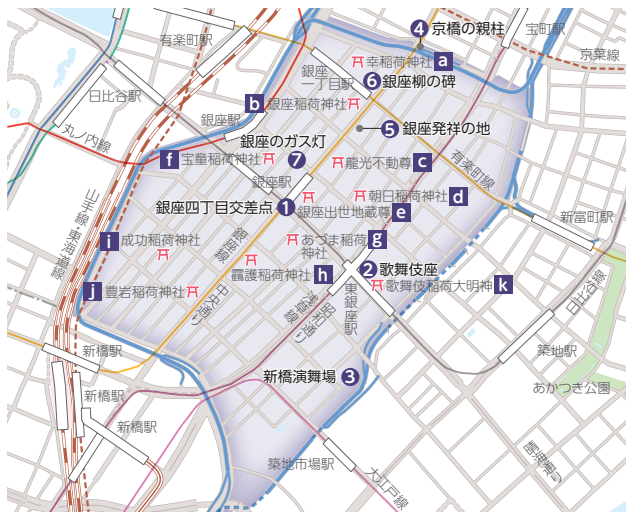 有楽町駅
④京橋の親柱
宝町駅
京葉線
幸稲荷神社 a
銀座
一丁目駅
⑥銀座柳の碑
日比谷駅
b 銀座稲荷神社
銀座駅
丸ノ内線
⑤銀座発祥の地
銀座のガス灯
⑦
f 宝童稲荷神社
龍光不動尊 c
有楽町線
銀座駅
朝日稲荷神社 d
銀座四丁目交差点 ①
銀座出世地蔵尊 e
新富町駅
山手線・東海道線
i 成功稲荷神社
銀座線
あづま稲荷
神社 g
靍護稲荷神社 h
②歌舞伎座
歌舞伎稲荷大明神 k
j 豊岩稲荷神社
中央通り
昭和通り
浅草線
東銀座駅
日比谷線
新橋駅
築地駅
新橋演舞場 ③
あかつき公園
新橋駅
新橋駅
築地市場駅
大江戸線